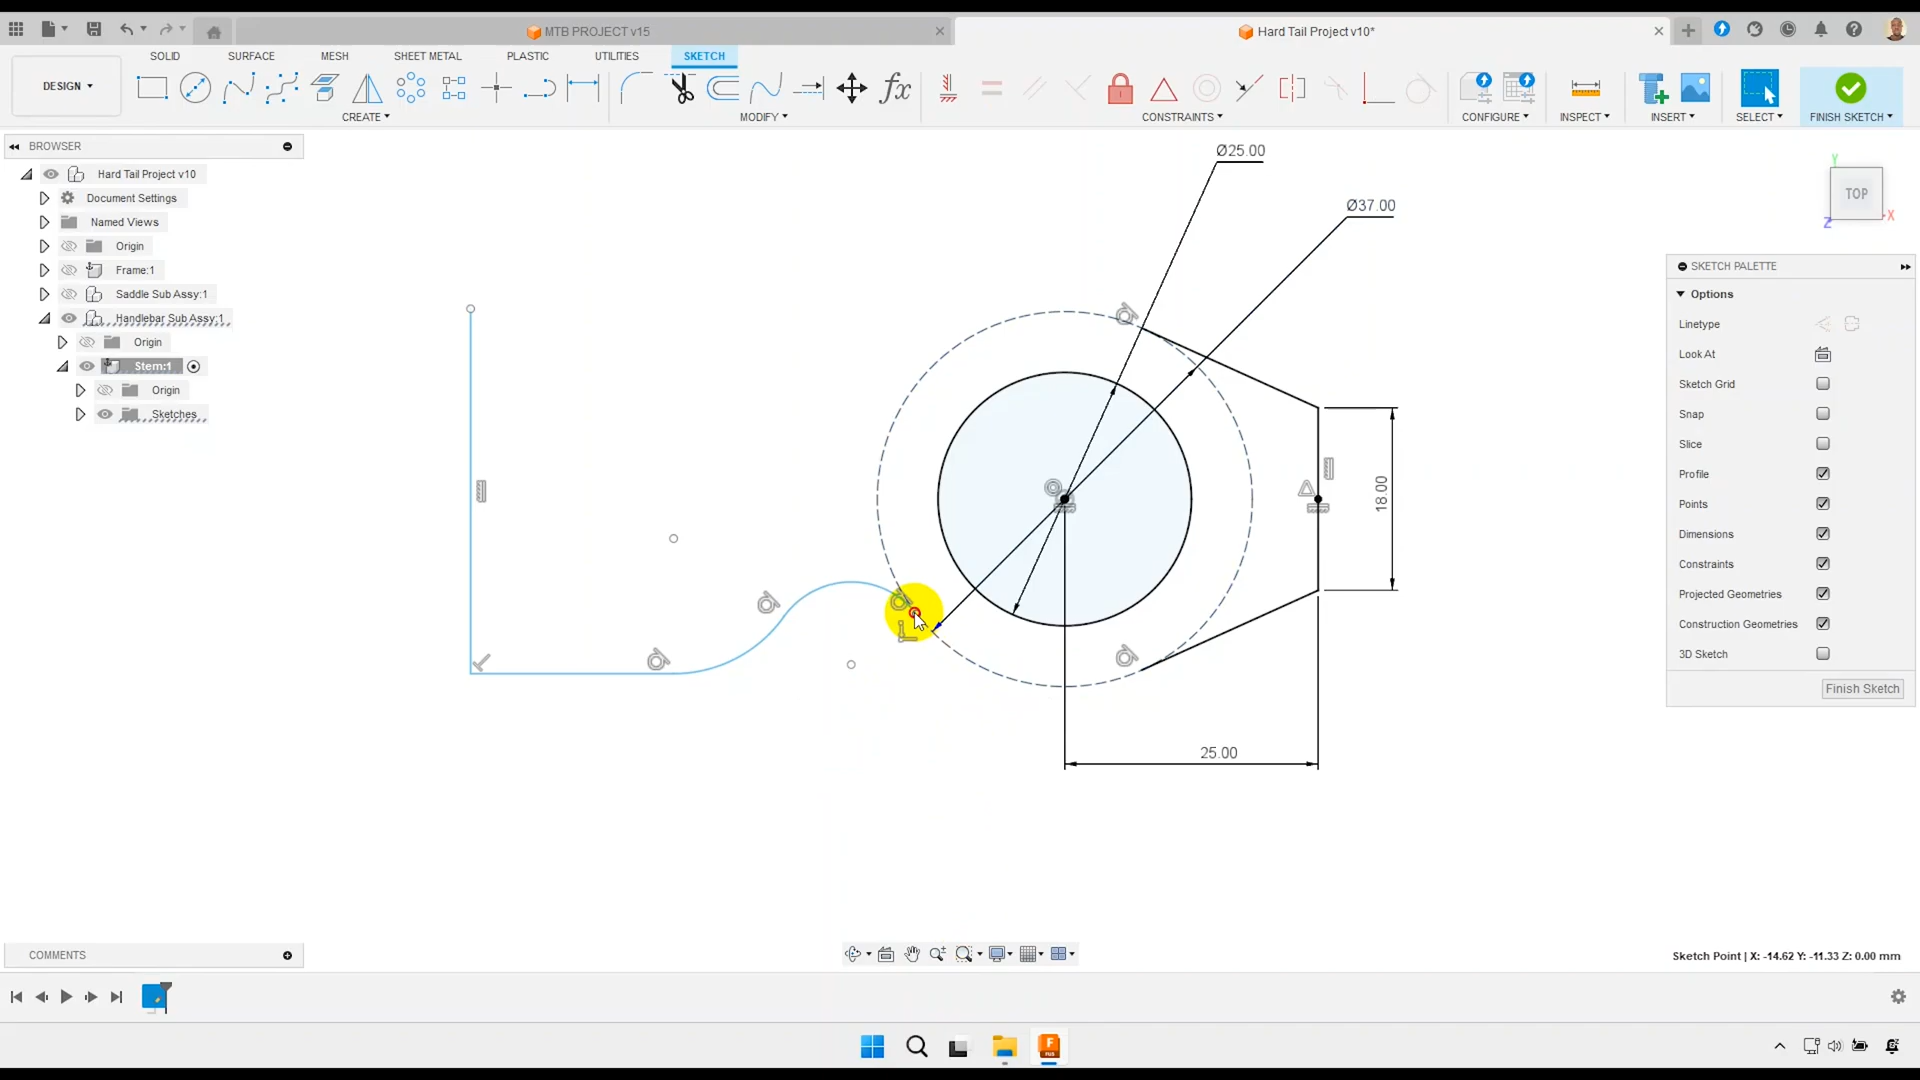 MTB PROJECT v15
Hard Tail Project v10*
SOLID
SURFACE
MESH
SHEET METAL
PLASTIC
UTILITIES
SKETCH
DESIGN
CREATE
MODIFY
CONSTRAINTS
CONFIGURE
INSPECT
INSERT
SELECT
FINISH SKETCH
fx
BROWSER
Hard Tail Project v10
Document Settings
Named Views
Origin
Frame:1
Saddle Sub Assy:1
Handlebar Sub Assy:1
Origin
Stem:1
Origin
Sketches
Ø25.00
Ø37.00
18.00
25.00
Y
TOP
X
Z
SKETCH PALETTE
Options
Linetype
Look At
Sketch Grid
Snap
Slice
Profile
Points
Dimensions
Constraints
Projected Geometries
Construction Geometries
3D Sketch
Finish Sketch
COMMENTS
Sketch Point | X: -14.62 Y: -11.33 Z: 0.00 mm
F